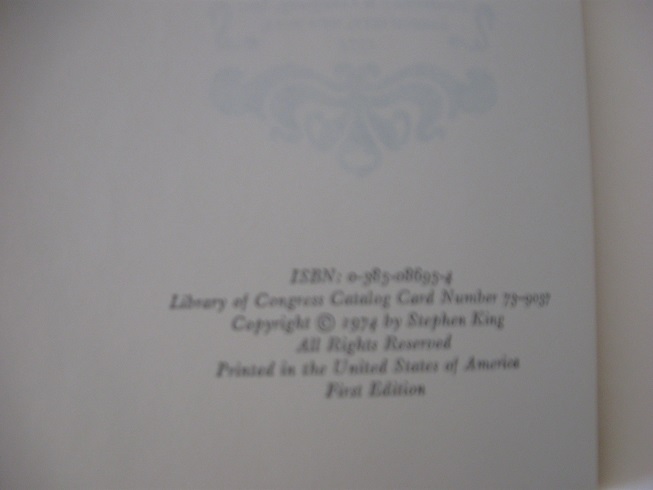 ISBN: 0-385-08695-4
Library of Congress Catalog Card Number 73-9037
Copyright © 1974 by Stephen King
All Rights Reserved
Printed in the United States of America
First Edition